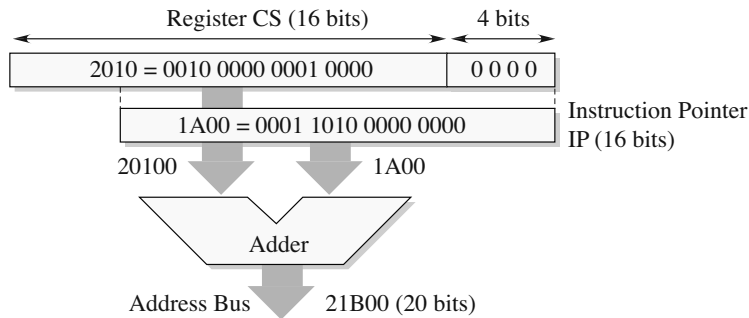 Register CS (16 bits)
4 bits
2010 = 0010 0000 0001 0000
0 0 0 0
1A00 = 0001 1010 0000 0000
Instruction Pointer
IP (16 bits)
20100
1A00
Adder
Address Bus
21B00 (20 bits)